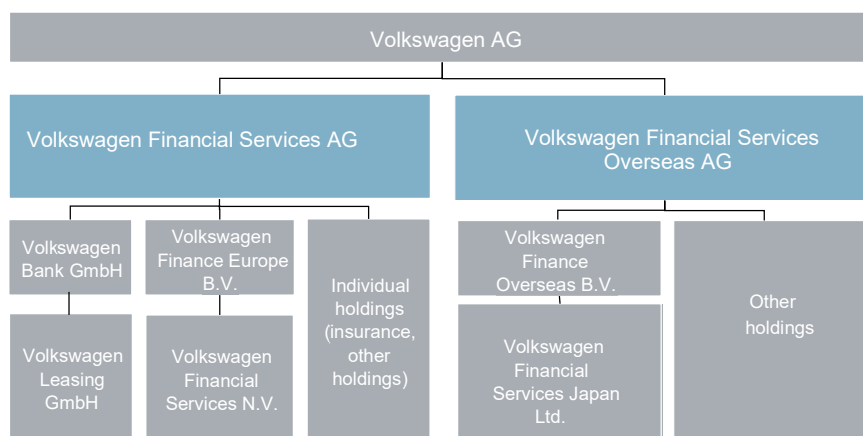 Volkswagen AG
Volkswagen Financial Services AG
Volkswagen Financial Services
Overseas AG
Volkswagen
Bank GmbH
Volkswagen
Finance Europe
B.V.
Individual
holdings
(insurance,
other
holdings)
Volkswagen
Finance
Overseas B.V.
Other
holdings
Volkswagen
Leasing
GmbH
Volkswagen
Financial
Services N.V.
Volkswagen
Financial
Services Japan
Ltd.